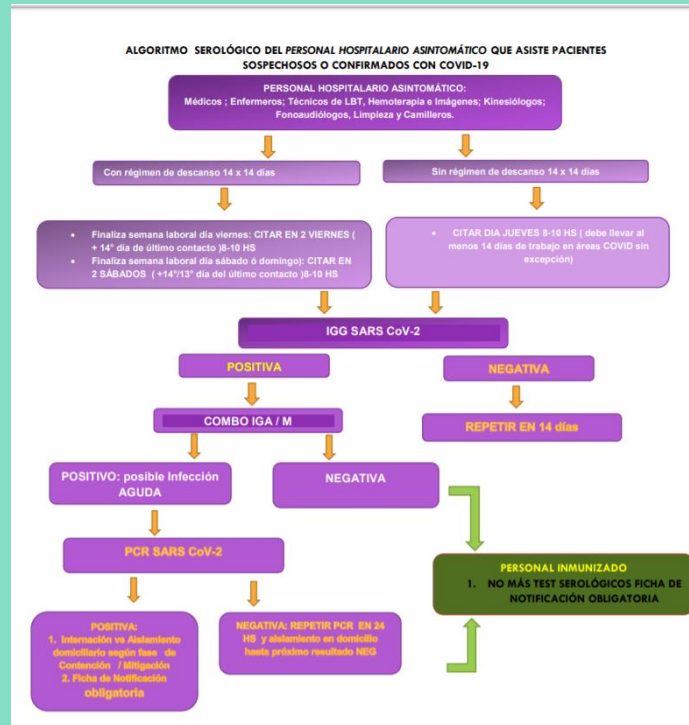 ALGORITMO SEROLÓGICO DEL PERSONAL HOSPITALARIO ASINTOMÁTICO QUE ASISTE PACIENTES
SOSPECHOSOS O CONFIRMADOS CON COVID-19
PERSONAL HOSPITALARIO ASINTOMÁTICO:
Médicos ; Enfermeros; Técnicos de LBT, Hemoterapia e Imágenes; Kinesiólogos;
Fonoaudiólogos, Limpieza y Camilleros.
Con régimen de descanso 14 x 14 días
Sin régimen de descanso 14 x 14 días
• Finaliza semana laboral día viernes: CITAR EN 2 VIERNES (
+ 14° día de último contacto )8-10 HS
• Finaliza semana laboral día sábado ó domingo): CITAR EN
2 SÁBADOS ( +14°/13° día del último contacto )8-10 HS
• CITAR DIA JUEVES 8-10 HS ( debe llevar al
menos 14 días de trabajo en áreas COVID sin
excepción)
IGG SARS CoV-2
POSITIVA
NEGATIVA
COMBO IGA / M
REPETIR EN 14 días
POSITIVO: posible Infección
AGUDA
NEGATIVA
PCR SARS CoV-2
PERSONAL INMUNIZADO
1. NO MÁS TEST SEROLÓGICOS FICHA DE
NOTIFICACIÓN OBLIGATORIA
POSITIVA:
1. Internación vs Aislamiento
domiciliario según fase de
Contención / Mitigación
2. Ficha de Notificación
obligatoria
NEGATIVA: REPETIR PCR EN 24
HS y aislamiento en domicilio
hasta próximo resultado NEG